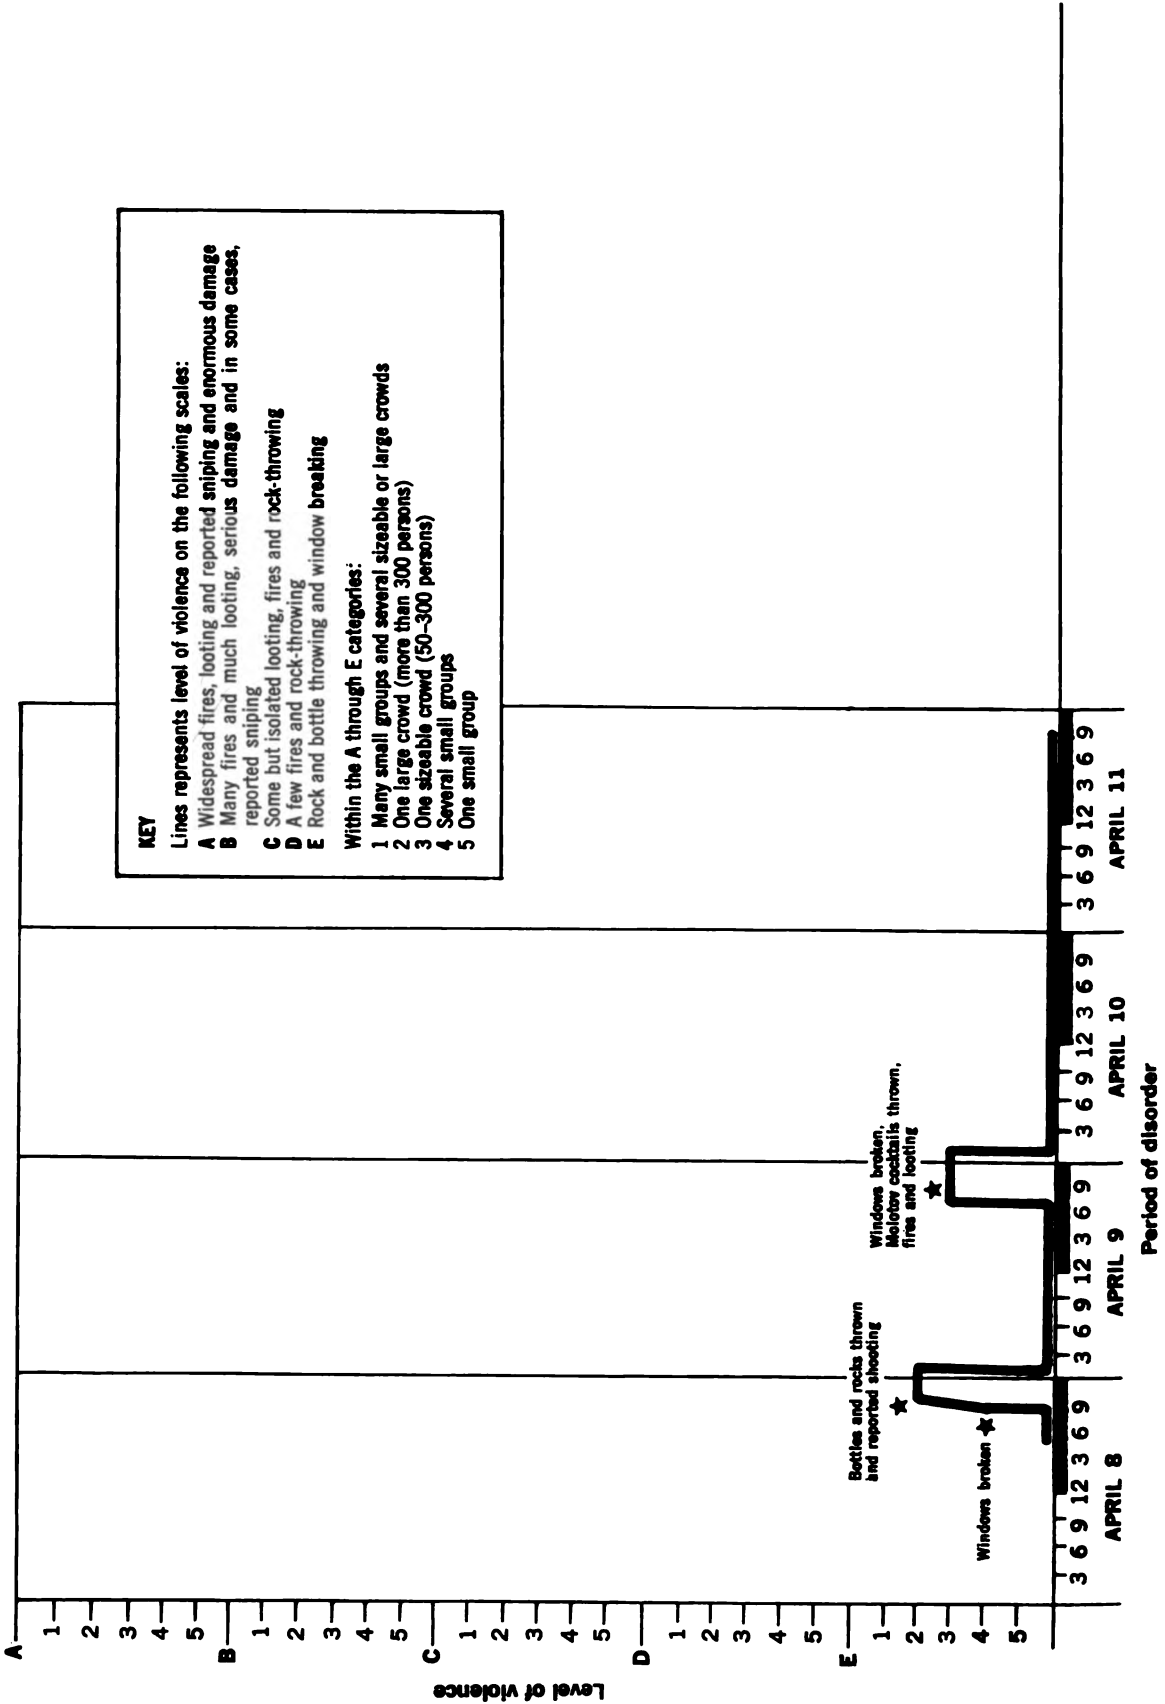 Level of violence
A
1
2
3
4
5
B
1
2
3
4
5
C
1
2
3
4
5
D
1
2
3
4
5
E
1
2
3
4
5
KEY
Lines represents level of violence on the following scales:
A Widespread fires, looting and reported sniping and enormous damage
B Many fires and much looting, serious damage and in some cases,
reported sniping
C Some but isolated looting, fires and rock-throwing
D A few fires and rock-throwing
E Rock and bottle throwing and window breaking
Within the A through E categories:
1 Many small groups and several sizeable or large crowds
2 One large crowd (more than 300 persons)
3 One sizeable crowd (50–300 persons)
4 Several small groups
5 One small group
Bottles and rocks thrown
and reported shooting
Windows broken
Windows broken,
Molotov cocktails thrown,
fires and looting
3 6 9 12 3 6 9 3 6 9 12 3 6 9 3 6 9 12 3 6 9 3 6 9 12 3 6 9
APRIL 8 APRIL 9 APRIL 10 APRIL 11
Period of disorder